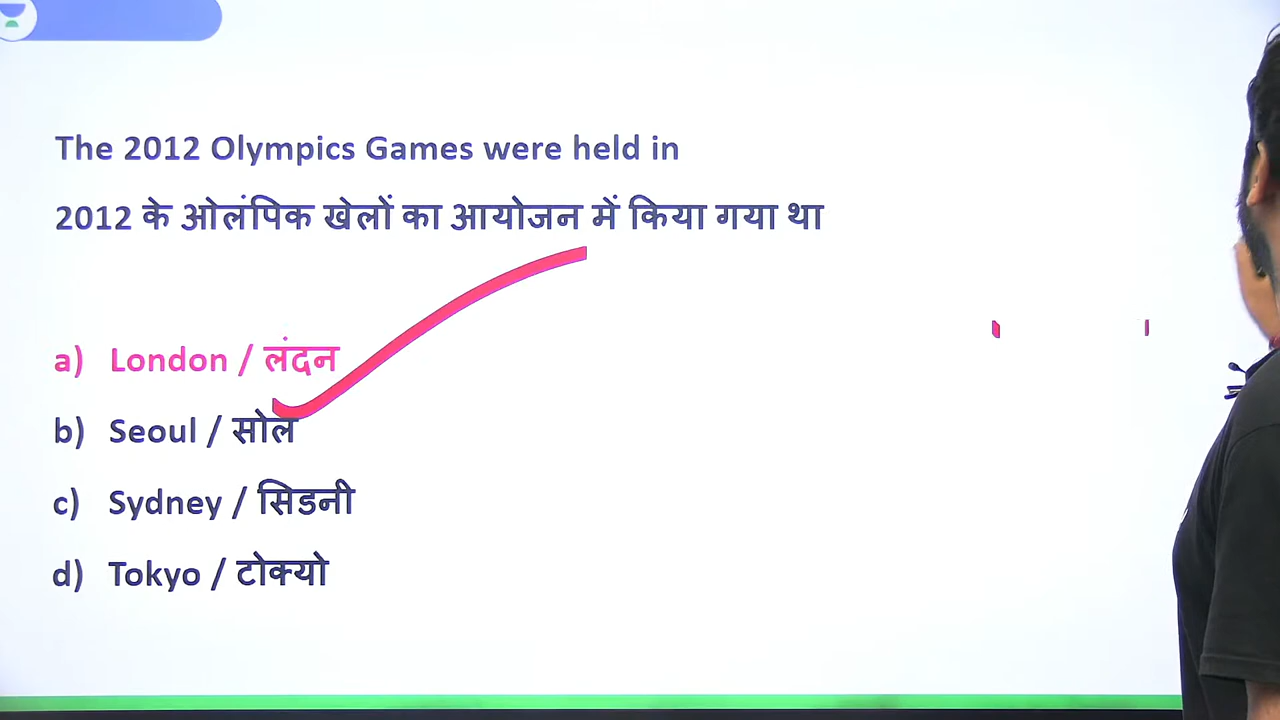 The 2012 Olympics Games were held in
2012 के ओलंपिक खेलों का आयोजन में किया गया था
a) London / लंदन
b) Seoul / सोल
c) Sydney / सिडनी
d) Tokyo / टोक्यो